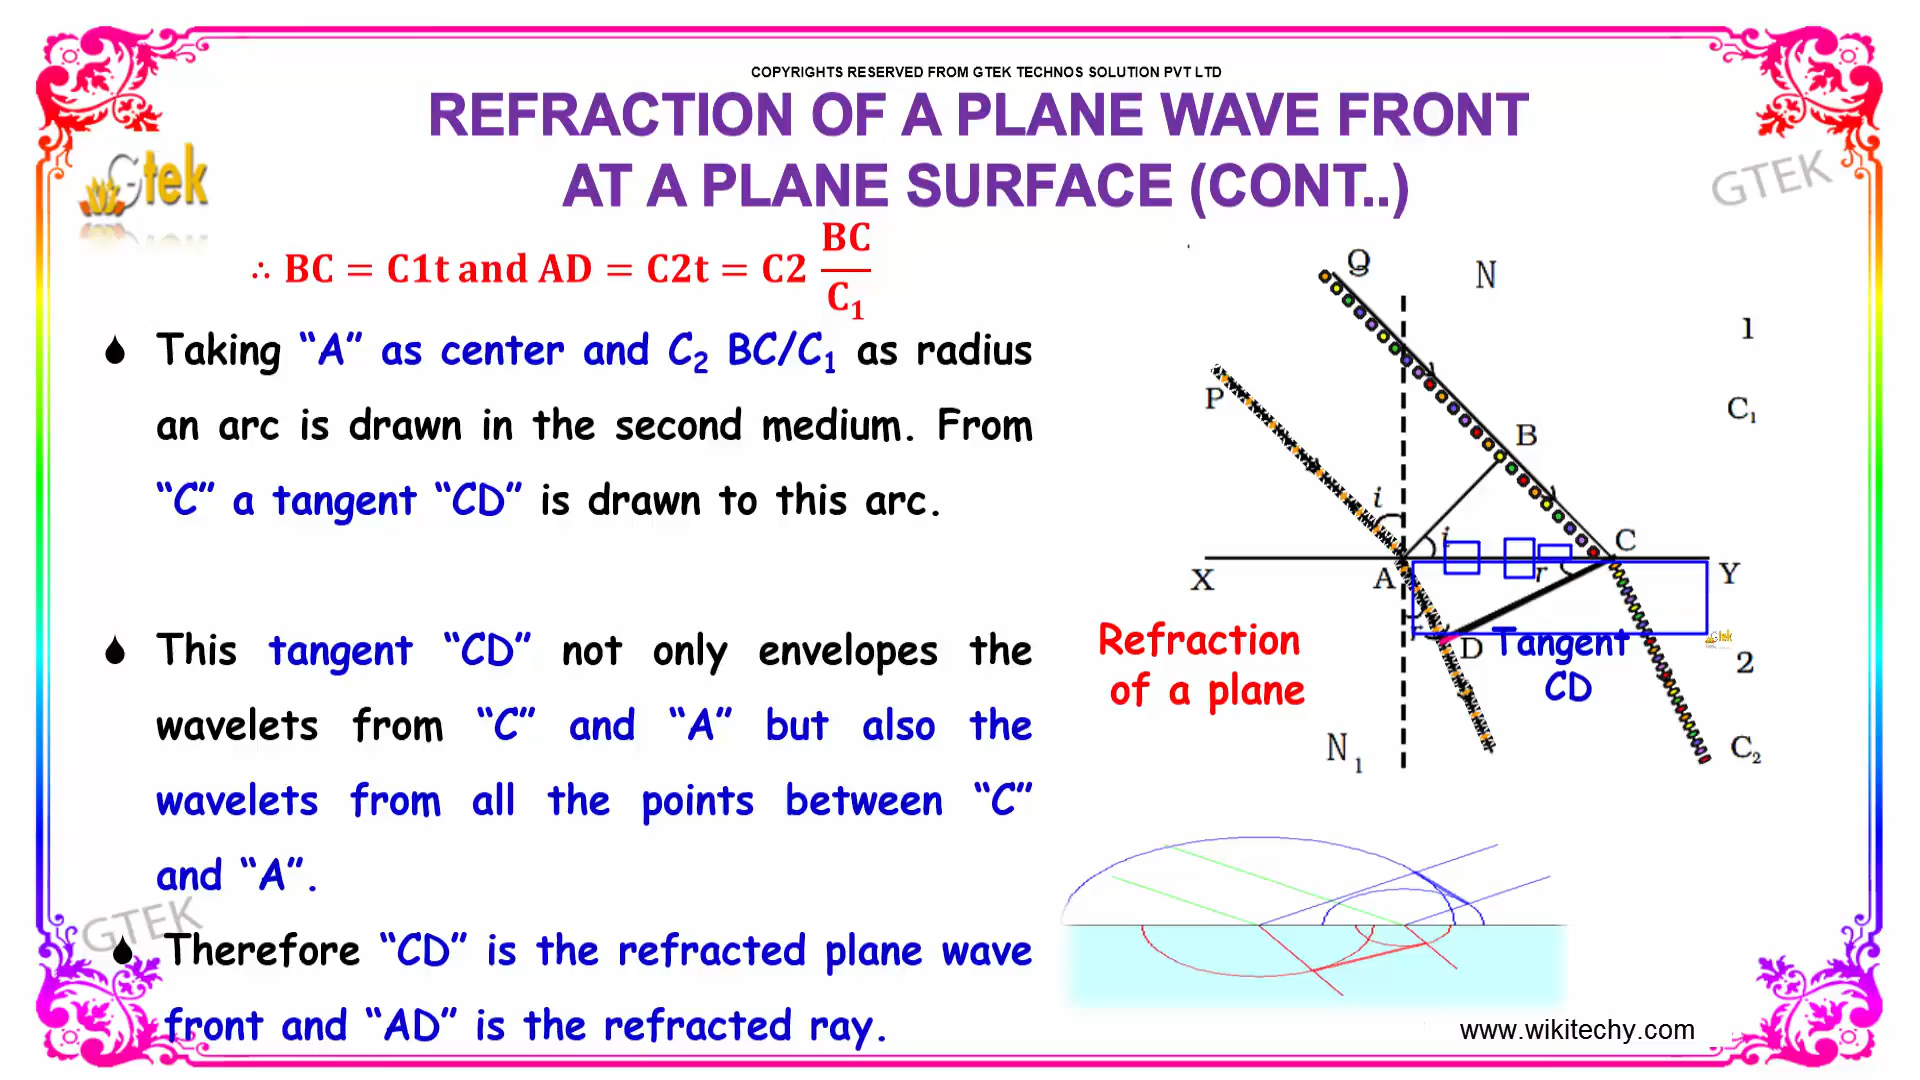 COPYRIGHTS RESERVED FROM GTEK TECHNOS SOLUTION PVT LTD
REFRACTION OF A PLANE WAVE FRONT
AT A PLANE SURFACE (CONT..)
Gtek
GTEK
∴ BC = C1t and AD = C2t = C2 BC/C₁
Taking “A” as center and C₂ BC/C₁ as radius
an arc is drawn in the second medium. From
“C” a tangent “CD” is drawn to this arc.
This tangent “CD” not only envelopes the
wavelets from “C” and “A” but also the
wavelets from all the points between “C”
and “A”.
GTEK
Therefore “CD” is the refracted plane wave
front and “AD” is the refracted ray.
Q
N
1
P
C₁
B
i
i
C
X
A
r
Y
r
D
Refraction
of a plane
Tangent
CD
Gtek
2
N₁
C₂
www.wikitechy.com